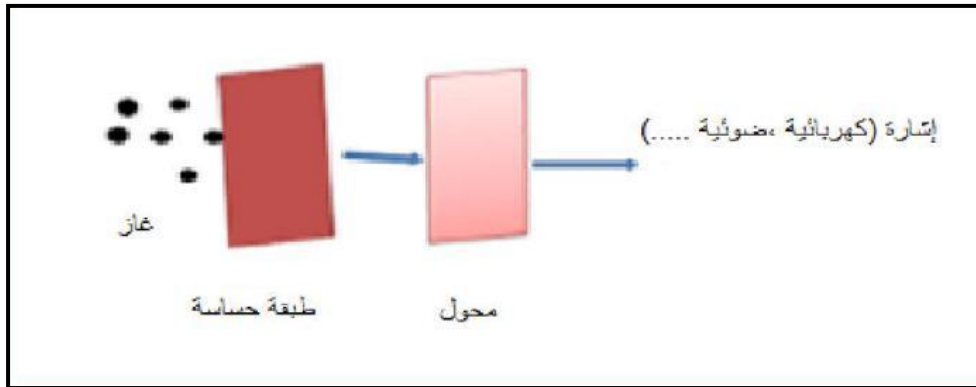 إشارة (كهربائية ،ضوئية .....)
غاز
طبقة حساسة
محول